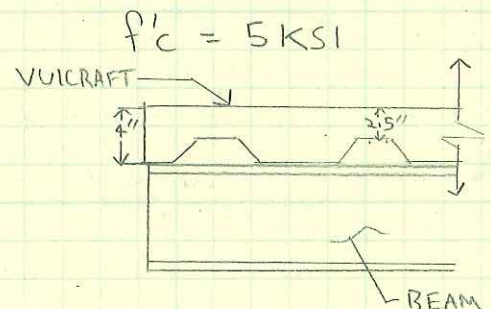 f'c = 5 KSI
VULCRAFT
4"
2.5"
BEAM